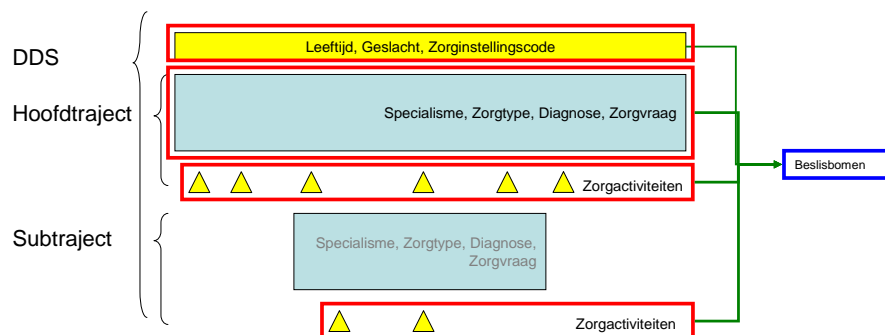 Leeftijd, Geslacht, Zorginstellingscode
DDS
Hoofdtraject
Specialisme, Zorgtype, Diagnose, Zorgvraag
Beslisbomen
Zorgactiviteiten
Subtraject
Specialisme, Zorgtype, Diagnose,
Zorgvraag
Zorgactiviteiten